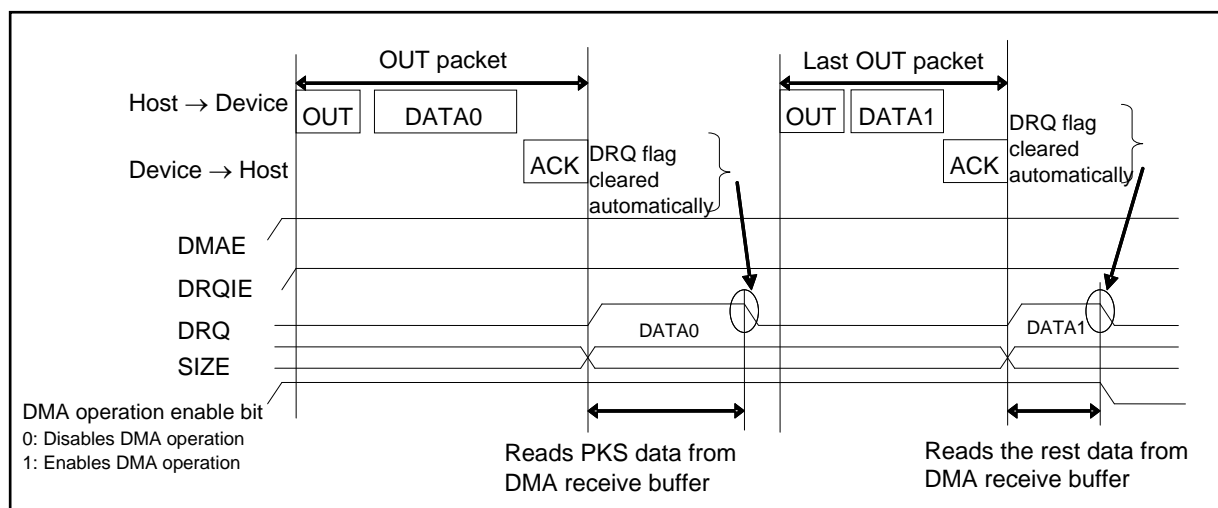 OUT packet
Last OUT packet
Host → Device
OUT
DATA0
OUT
DATA1
Device → Host
ACK
DRQ flag
cleared
automatically
ACK
DRQ flag
cleared
automatically
DMAE
DRQIE
DRQ
DATA0
DATA1
SIZE
DMA operation enable bit
0: Disables DMA operation
1: Enables DMA operation
Reads PKS data from
DMA receive buffer
Reads the rest data from
DMA receive buffer